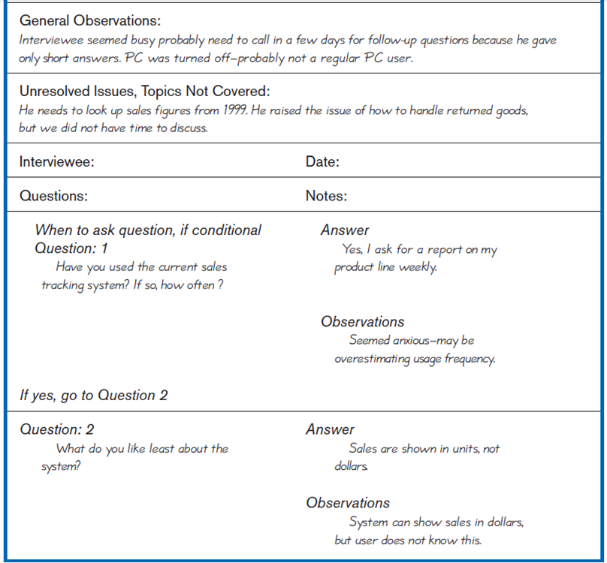 General Observations:
Interviewee seemed busy probably need to call in a few days for follow-up questions because he gave
only short answers. PC was turned off–probably not a regular PC user.
Unresolved Issues, Topics Not Covered:
He needs to look up sales figures from 1999. He raised the issue of how to handle returned goods,
but we did not have time to discuss.
Interviewee:
Date:
Questions:
Notes:
When to ask question, if conditional
Question: 1
Have you used the current sales
tracking system? If so, how often ?
Answer
Yes, I ask for a report on my
product line weekly.
Observations
Seemed anxious–may be
overestimating usage frequency.
If yes, go to Question 2
Question: 2
What do you like least about the
system?
Answer
Sales are shown in units, not
dollars.
Observations
System can show sales in dollars,
but user does not know this.